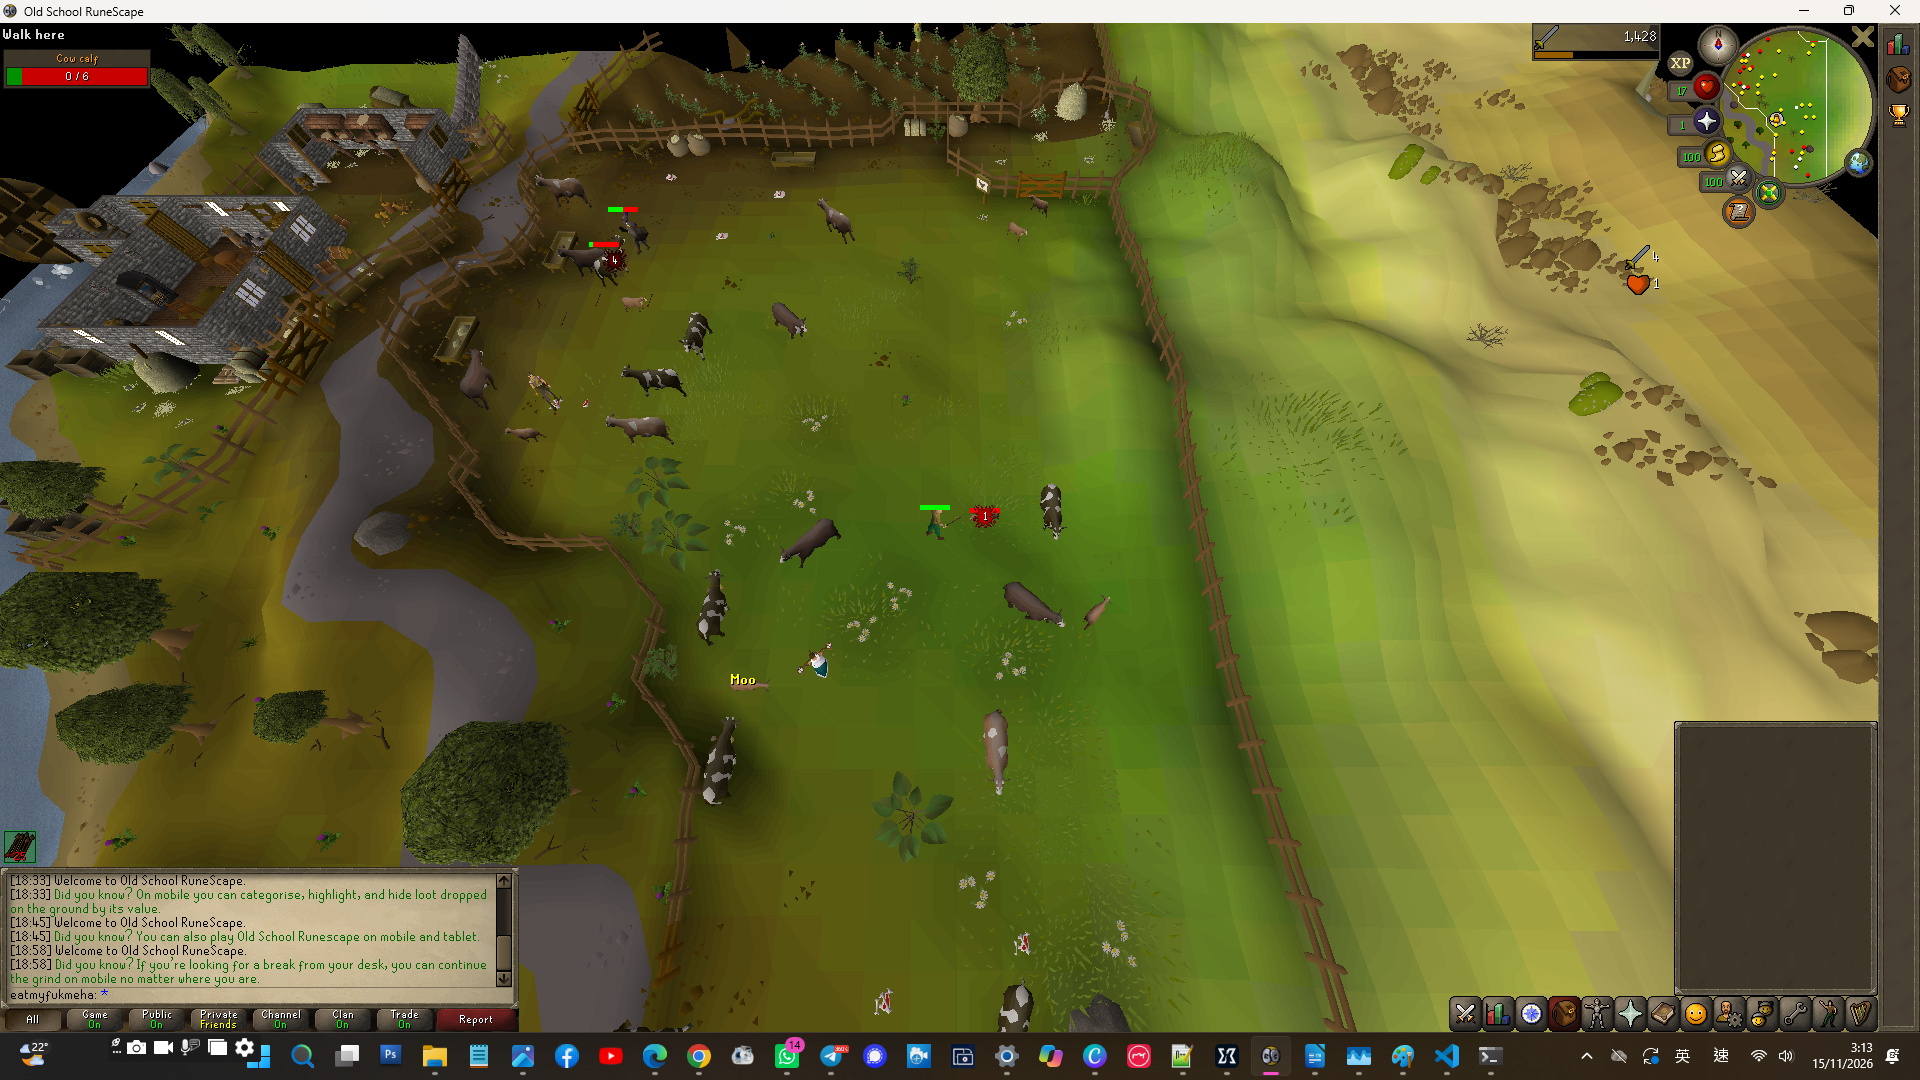 Old School RuneScape
Walk here
Cow calf
0 / 6
1,428
XP
N
17
1
100
100
4
1
4
1
Moo
[18:33] Welcome to Old School RuneScape.
[18:33] Did you know? On mobile you can categorise, highlight, and hide loot dropped
on the ground by its value.
[18:45] Welcome to Old School RuneScape.
[18:45] Did you know? You can also play Old School Runescape on mobile and tablet.
[18:58] Welcome to Old School RuneScape.
[18:58] Did you know? If you're looking for a break from your desk, you can continue
the grind on mobile no matter where you are.
eatmyfukmeha: *
All
Game
On
Public
On
Private
Friends
Channel
On
Clan
On
Trade
On
Report
22°
Ps
14
英
速
3:13
15/11/2026